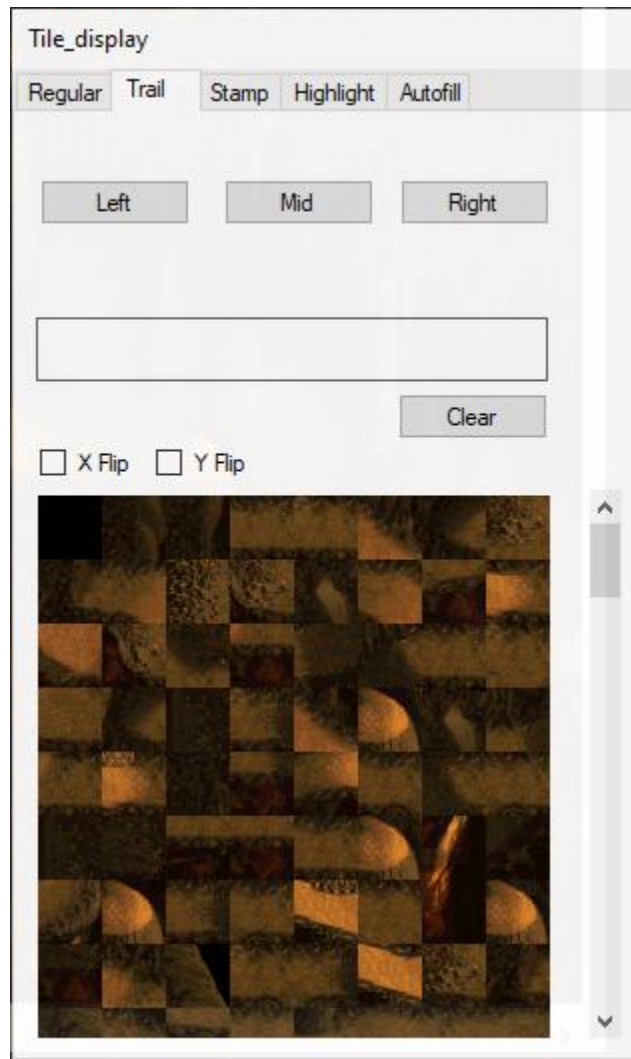 Tile_display
Regular Trail Stamp Highlight Autofill
Left Mid Right
Clear
X Flip Y Flip